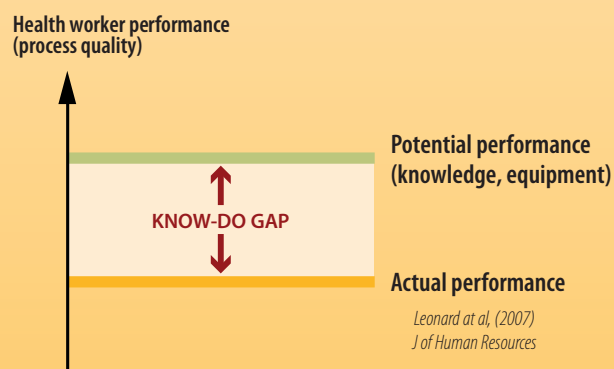 Health worker performance
(process quality)
Potential performance
(knowledge, equipment)
KNOW-DO GAP
Actual performance
Leonard at al, (2007)
J of Human Resources